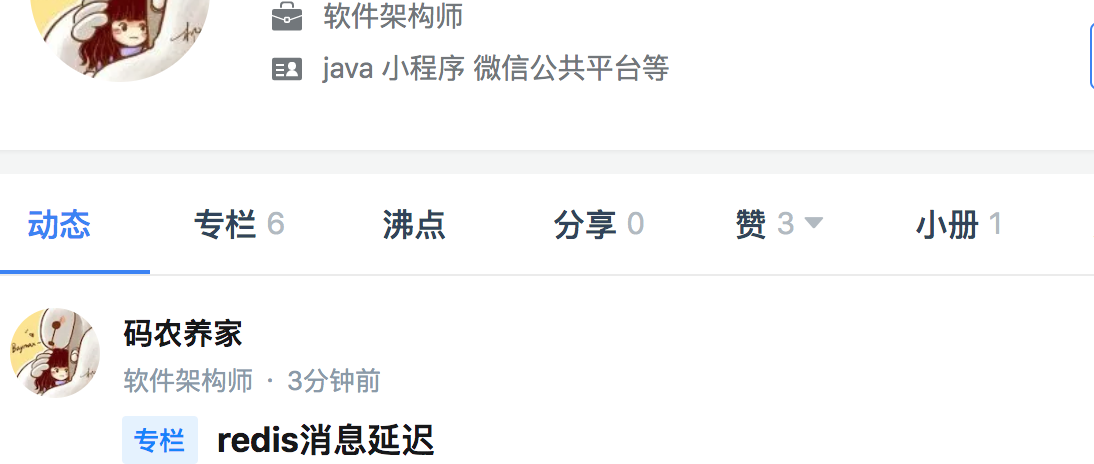 软件架构师
java 小程序 微信公共平台等
动态 专栏 6 沸点 分享 0 赞 3 小册 1
码农养家
软件架构师 · 3分钟前
专栏 redis消息延迟